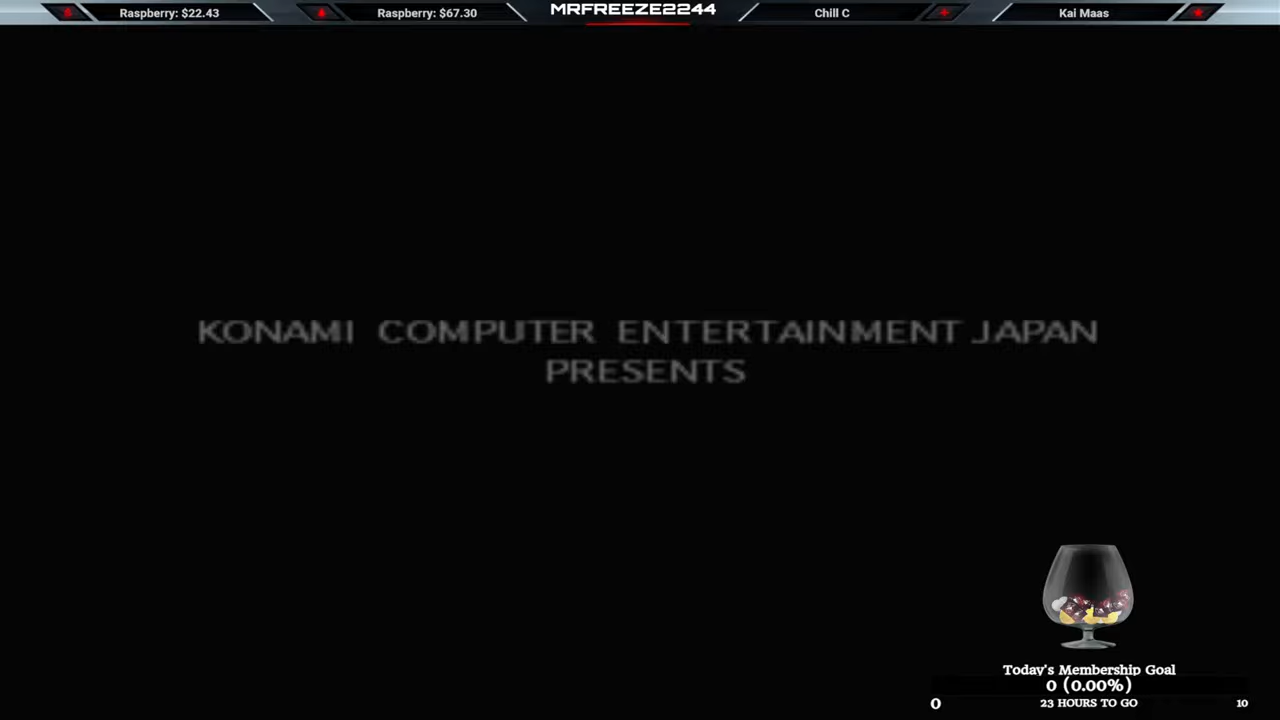 Raspberry: $22.43
Raspberry: $67.30
MRFREEZE2244
Chill C
Kai Maas
KONAMI COMPUTER ENTERTAINMENT JAPAN
PRESENTS
Today's Membership Goal
0 (0.00%)
0 23 HOURS TO GO 10